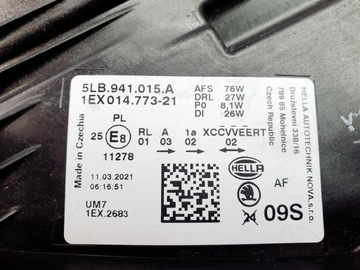 5LB.941.015.A
1EX014.773-21
AFS 76W
DRL 27W
P0 8,1W
DI 26W
HELLA AUTOTECHNIK NOVA, s.r.o.
Družstevní 338/16
789 85 Mohelnice
Czech Republic
Made in Czechia
PL
25 E8
11278
RL A 1a XCCVVEERT
01 03 02 02
11.03.2021
06:16:51
UM7
1EX.2683
HELLA
AF
09S